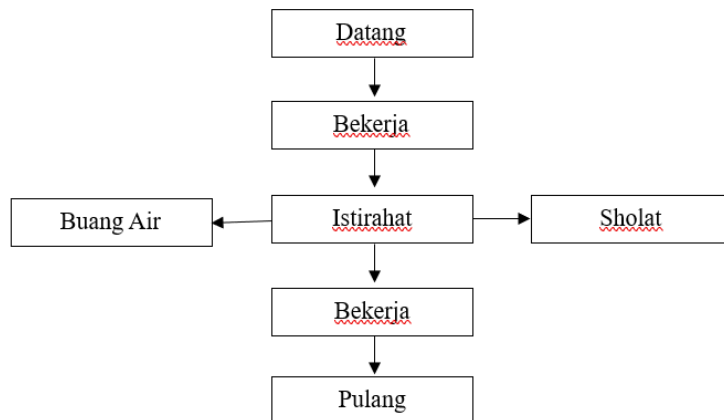 Datang
Bekerja
Buang Air
Istirahat
Sholat
Bekerja
Pulang